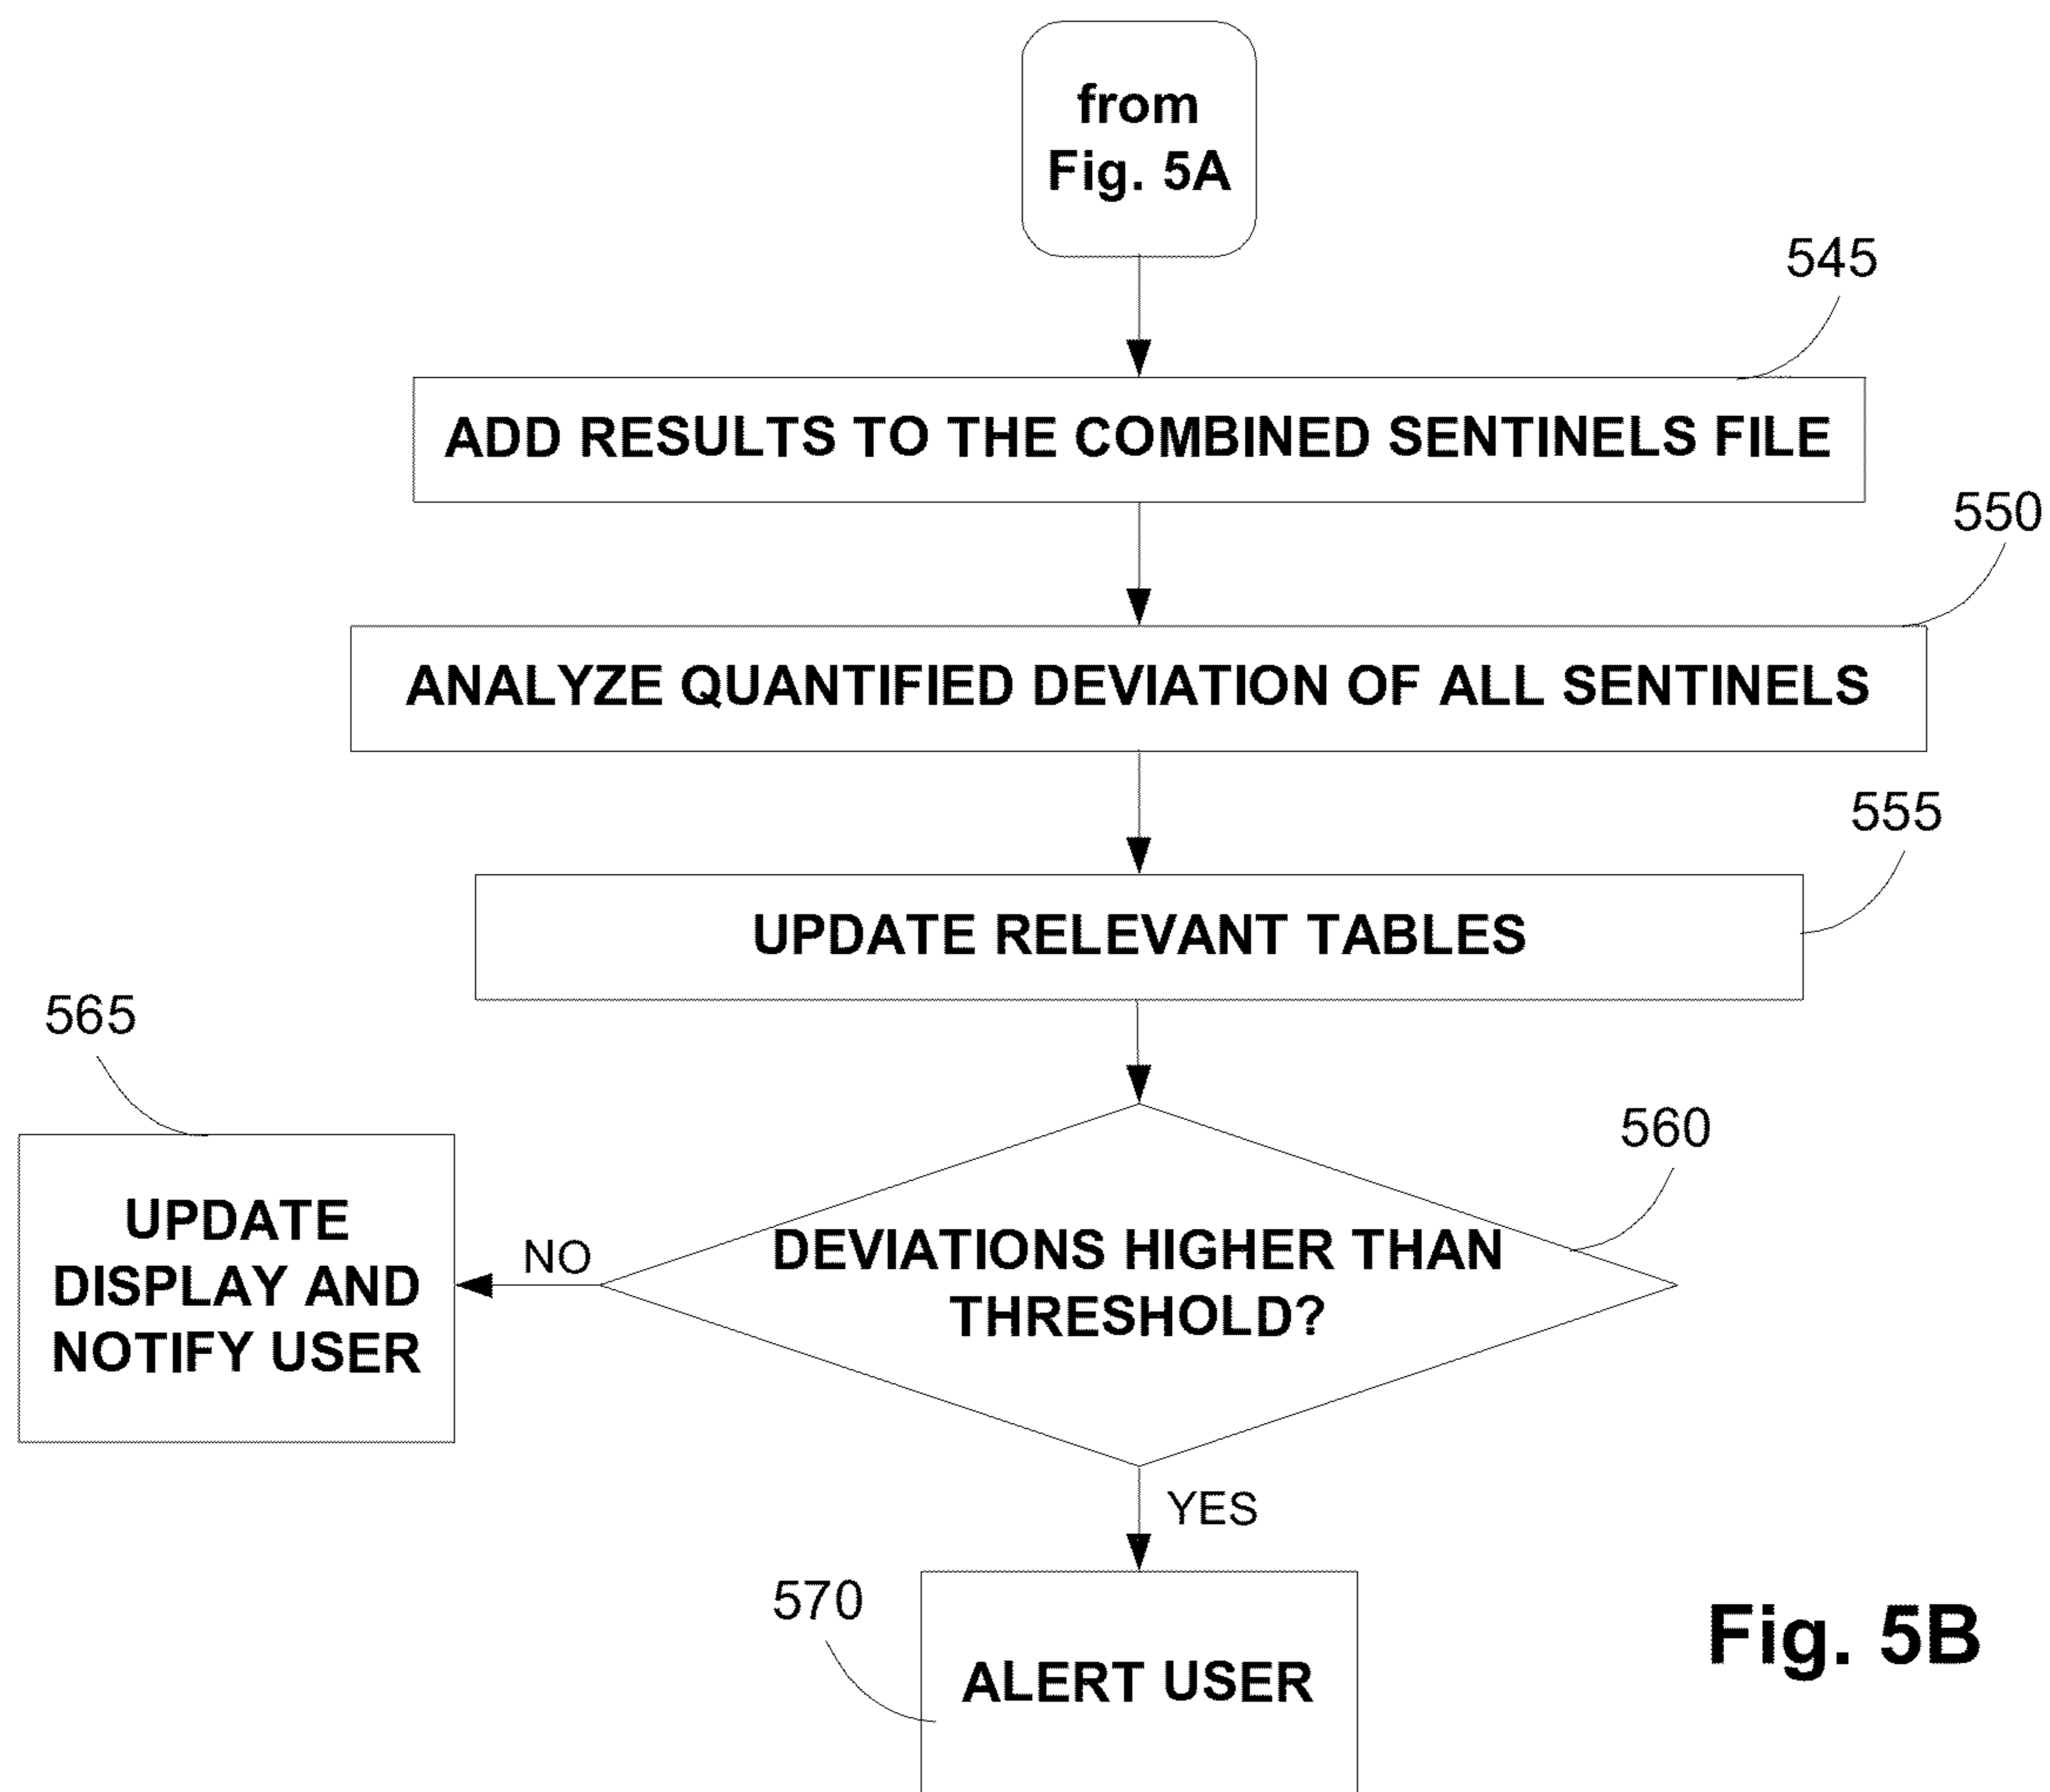 from
Fig. 5A
545
ADD RESULTS TO THE COMBINED SENTINELS FILE
550
ANALYZE QUANTIFIED DEVIATION OF ALL SENTINELS
555
UPDATE RELEVANT TABLES
565
560
UPDATE
DISPLAY AND
NOTIFY USER
NO
DEVIATIONS HIGHER THAN
THRESHOLD?
YES
570
ALERT USER
Fig. 5B